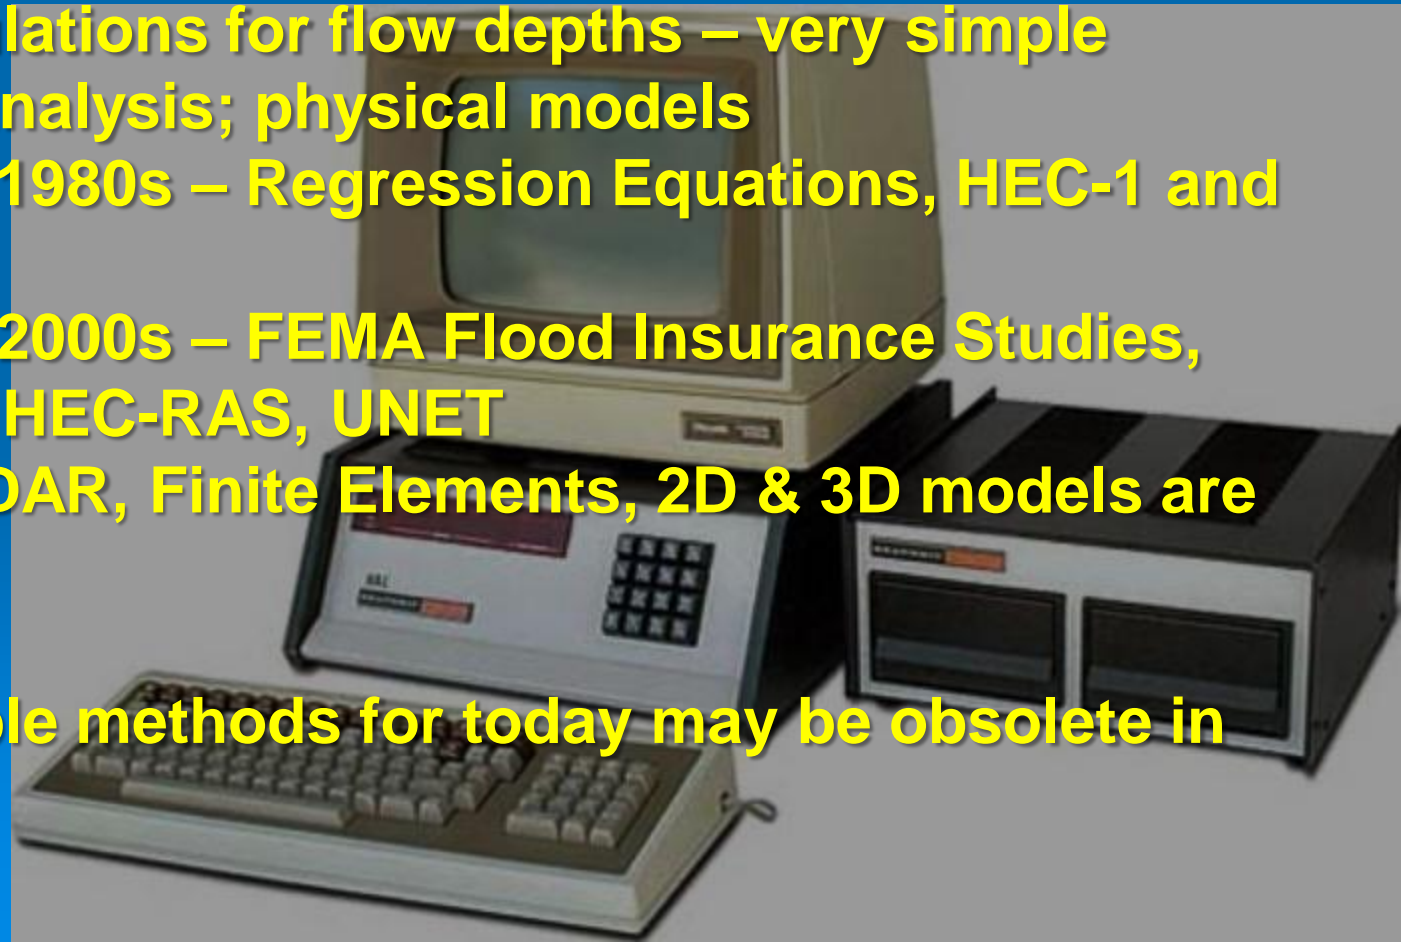 lations for flow depths – very simple
nalysis; physical models
1980s – Regression Equations, HEC-1 and
2000s – FEMA Flood Insurance Studies,
HEC-RAS, UNET
DAR, Finite Elements, 2D & 3D models are
ple methods for today may be obsolete in